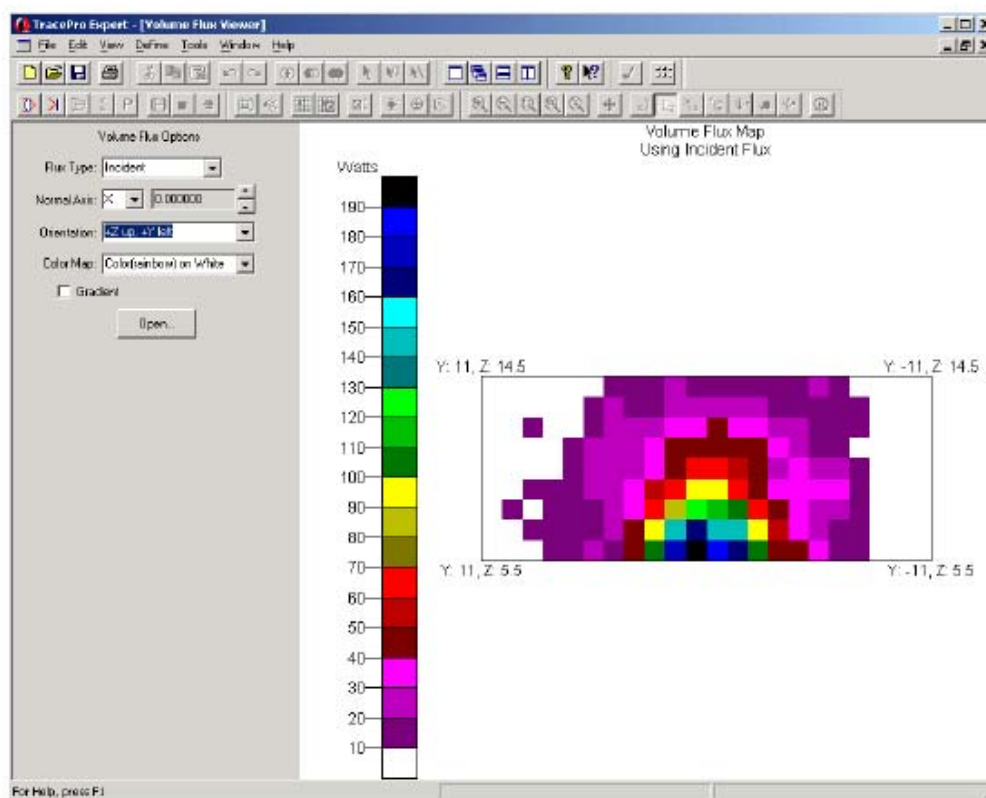 TracePro Expert - [Volume Flux Viewer]
File Edit View Define Tools Window Help
Volume Flux Options
Flux Type: Incident
Normal Axis: X 0.000000
Orientation: +Z up, +Y left
Color Map: Color(rainbow) on White
Gradient
Open...
Volume Flux Map
Using Incident Flux
Watts
190
180
170
160
150
140
130
120
110
100
90
80
70
60
50
40
30
20
10
Y: 11, Z: 14.5
Y: -11, Z: 14.5
Y: 11, Z: 5.5
Y: -11, Z: 5.5
For Help, press F1